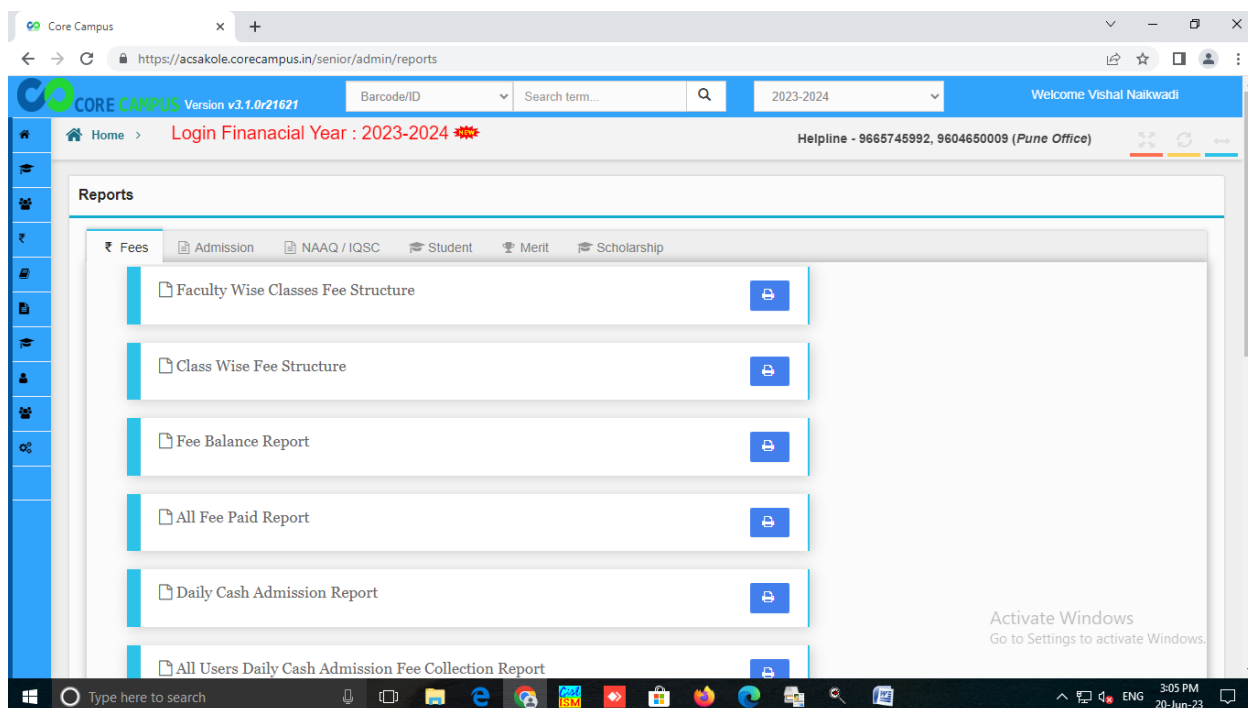 Core Campus
https://acsakole.corecampus.in/senior/admin/reports
CORE CAMPUS Version v3.1.0r21621 Barcode/ID Search term... 2023-2024 Welcome Vishal Naikwadi
Home > Login Finanacial Year : 2023-2024 NEW Helpline - 9665745992, 9604650009 (Pune Office)
Reports
₹ Fees Admission NAAQ / IQSC Student Merit Scholarship
Faculty Wise Classes Fee Structure
Class Wise Fee Structure
Fee Balance Report
All Fee Paid Report
Daily Cash Admission Report
Activate Windows
Go to Settings to activate Windows.
All Users Daily Cash Admission Fee Collection Report
Type here to search
ISM
ENG
3:05 PM
20-Jun-23